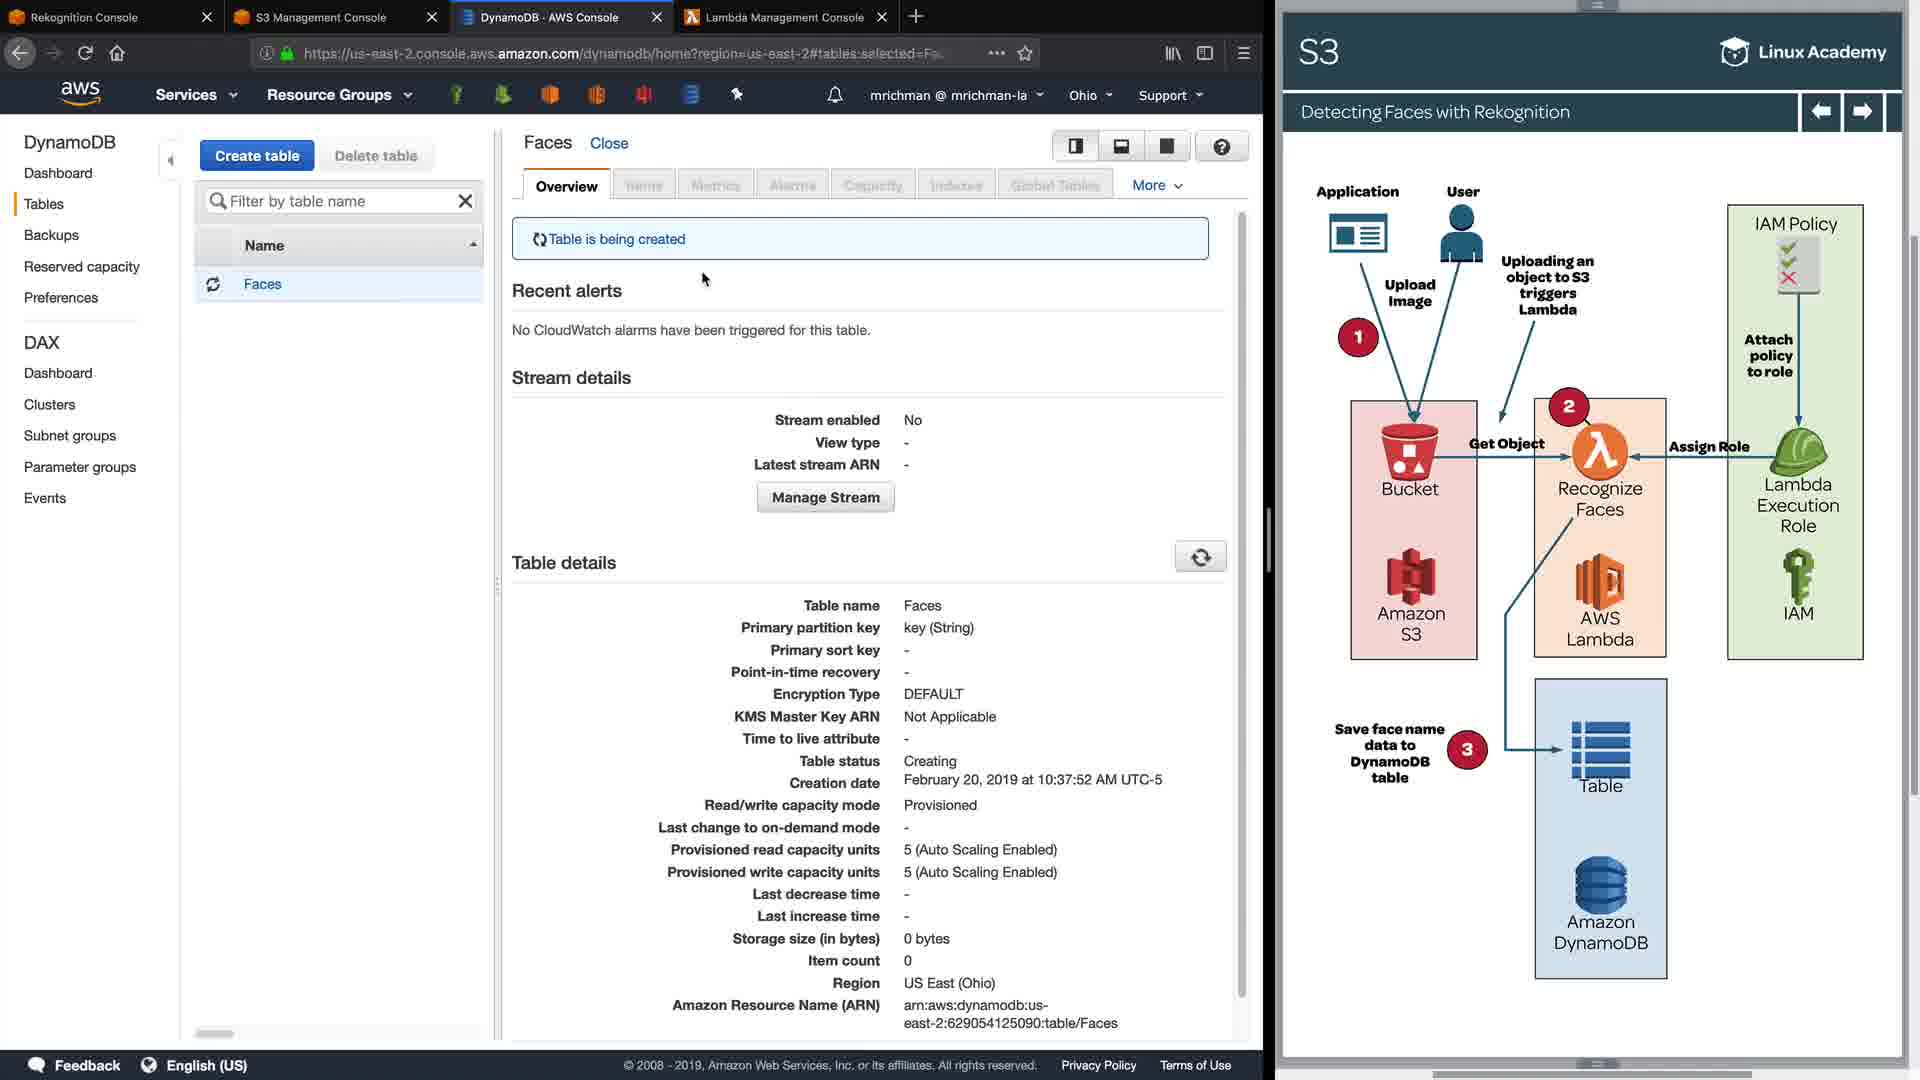 Rekognition Console
S3 Management Console
DynamoDB - AWS Console
Lambda Management Console
https://us-east-2.console.aws.amazon.com/dynamodb/home?region=us-east-2#tables:selected=Fa
aws
Services
Resource Groups
mrichman @ mrichman-la
Ohio
Support
DynamoDB
Dashboard
Tables
Backups
Reserved capacity
Preferences
DAX
Dashboard
Clusters
Subnet groups
Parameter groups
Events
Create table
Delete table
Filter by table name
Name
Faces
Faces
Close
Overview
Items
Metrics
Alarms
Capacity
Indexes
Global Tables
More
Table is being created
Recent alerts
No CloudWatch alarms have been triggered for this table.
Stream details
Stream enabled No
View type -
Latest stream ARN -
Manage Stream
Table details
Table name Faces
Primary partition key key (String)
Primary sort key -
Point-in-time recovery -
Encryption Type DEFAULT
KMS Master Key ARN Not Applicable
Time to live attribute -
Table status Creating
Creation date February 20, 2019 at 10:37:52 AM UTC-5
Read/write capacity mode Provisioned
Last change to on-demand mode -
Provisioned read capacity units 5 (Auto Scaling Enabled)
Provisioned write capacity units 5 (Auto Scaling Enabled)
Last decrease time -
Last increase time -
Storage size (in bytes) 0 bytes
Item count 0
Region US East (Ohio)
Amazon Resource Name (ARN) arn:aws:dynamodb:us-
east-2:629054125090:table/Faces
Feedback
English (US)
© 2008 - 2019, Amazon Web Services, Inc. or its affiliates. All rights reserved.
Privacy Policy
Terms of Use
S3
Linux Academy
Detecting Faces with Rekognition
Application
User
Upload
Image
Uploading an
object to S3
triggers
Lambda
IAM Policy
1
Attach
policy
to role
2
Get Object
Assign Role
Bucket
Recognize
Faces
Lambda
Execution
Role
Amazon
S3
AWS
Lambda
IAM
Save face name
data to
DynamoDB
table
3
Table
Amazon
DynamoDB